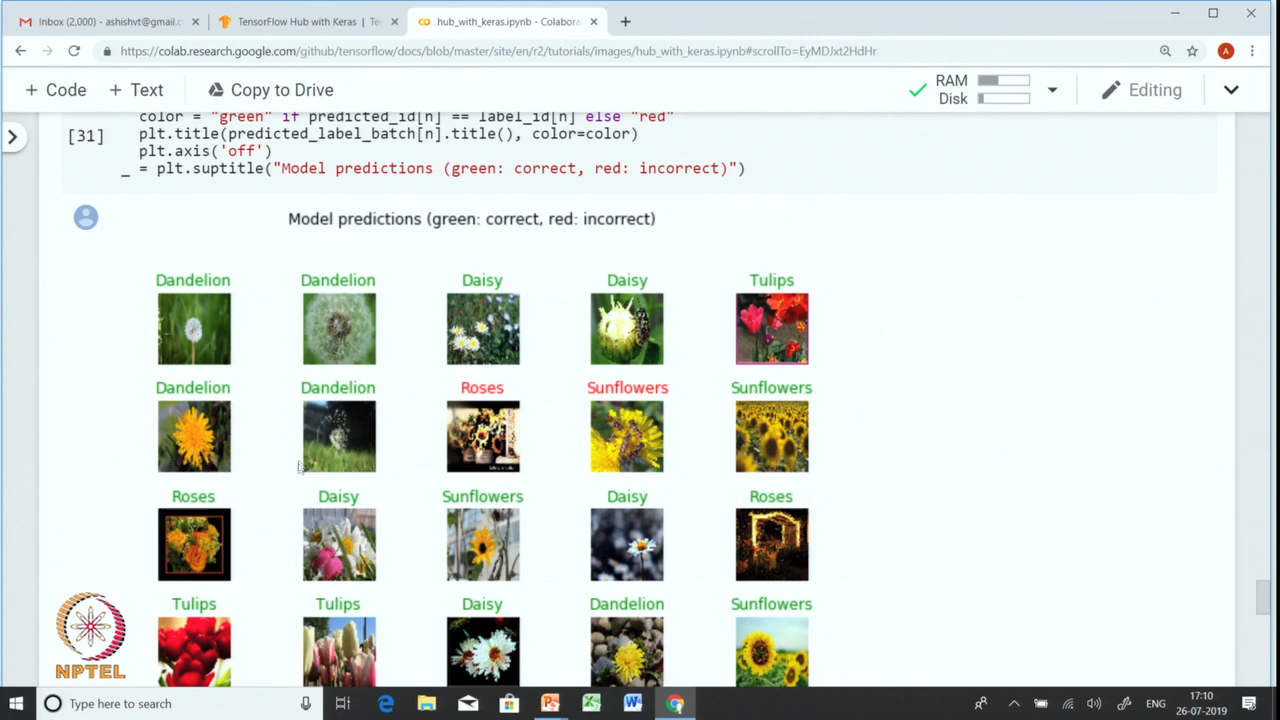 Inbox (2,000) - ashishvt@gmail.c
TensorFlow Hub with Keras | Te
hub_with_keras.ipynb - Colabora
https://colab.research.google.com/github/tensorflow/docs/blob/master/site/en/r2/tutorials/images/hub_with_keras.ipynb#scrollTo=EyMDJxt2HdHr
A
+ Code + Text Copy to Drive
RAM
Disk
Editing
color = "green" if predicted_id[n] == label_id[n] else "red"
[31] plt.title(predicted_label_batch[n].title(), color=color)
plt.axis('off')
_ = plt.suptitle("Model predictions (green: correct, red: incorrect)")
Model predictions (green: correct, red: incorrect)
Dandelion Dandelion Daisy Daisy Tulips
Dandelion Dandelion Roses Sunflowers Sunflowers
Roses Daisy Sunflowers Daisy Roses
Tulips Tulips Daisy Dandelion Sunflowers
NPTEL
Type here to search
ENG
17:10
26-07-2019